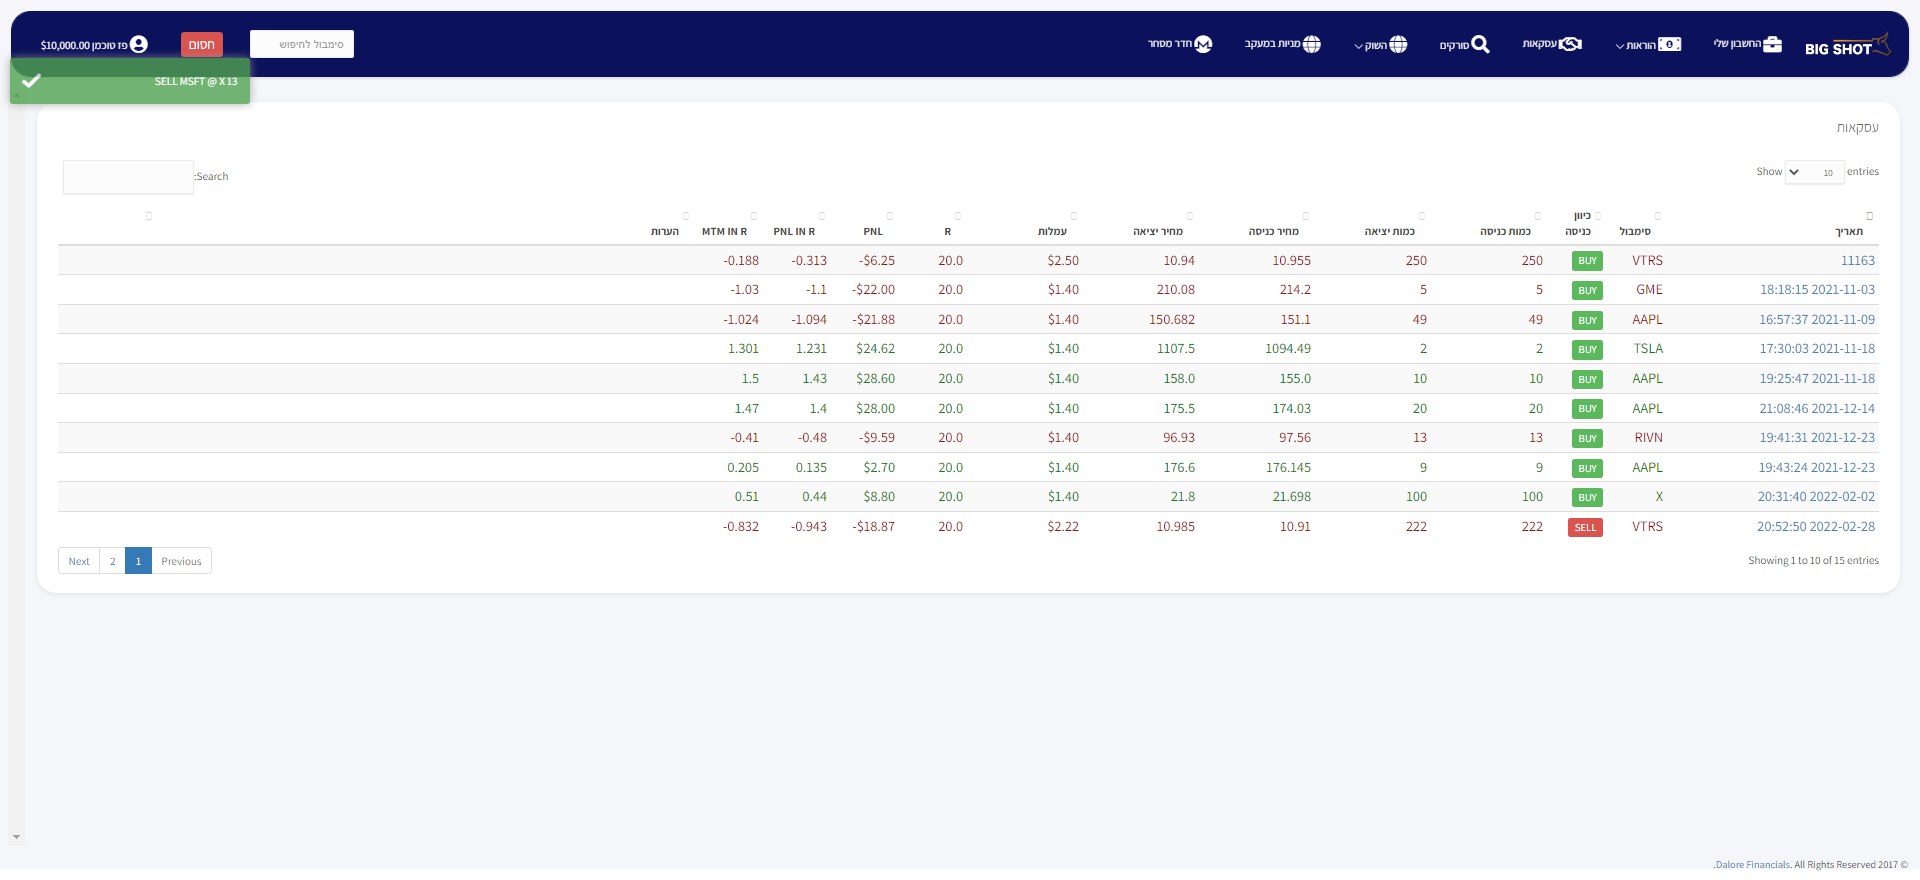 BIG SHOT
החשבון שלי
הוראות
עסקאות
סורקים
השוק
מניות במעקב
חדר מסחר
סימבול לחיפוש
חסום
פז טוכמן $10,000.00
SELL MSFT @ X 13
עסקאות
Show 10 entries
Search:
תאריך סימבול כיוון כניסה כמות כניסה כמות יציאה מחיר כניסה מחיר יציאה עמלות R PNL PNL IN R MTM IN R הערות
11163 VTRS BUY 250 250 10.955 10.94 $2.50 20.0 -$6.25 -0.313 -0.188
18:18:15 2021-11-03 GME BUY 5 5 214.2 210.08 $1.40 20.0 -$22.00 -1.1 -1.03
16:57:37 2021-11-09 AAPL BUY 49 49 151.1 150.682 $1.40 20.0 -$21.88 -1.094 -1.024
17:30:03 2021-11-18 TSLA BUY 2 2 1094.49 1107.5 $1.40 20.0 $24.62 1.231 1.301
19:25:47 2021-11-18 AAPL BUY 10 10 155.0 158.0 $1.40 20.0 $28.60 1.43 1.5
21:08:46 2021-12-14 AAPL BUY 20 20 174.03 175.5 $1.40 20.0 $28.00 1.4 1.47
19:41:31 2021-12-23 RIVN BUY 13 13 97.56 96.93 $1.40 20.0 -$9.59 -0.48 -0.41
19:43:24 2021-12-23 AAPL BUY 9 9 176.145 176.6 $1.40 20.0 $2.70 0.135 0.205
20:31:40 2022-02-02 X BUY 100 100 21.698 21.8 $1.40 20.0 $8.80 0.44 0.51
20:52:50 2022-02-28 VTRS SELL 222 222 10.91 10.985 $2.22 20.0 -$18.87 -0.943 -0.832
Showing 1 to 10 of 15 entries
Previous 1 2 Next
© 2017 Dalore Financials. All Rights Reserved.